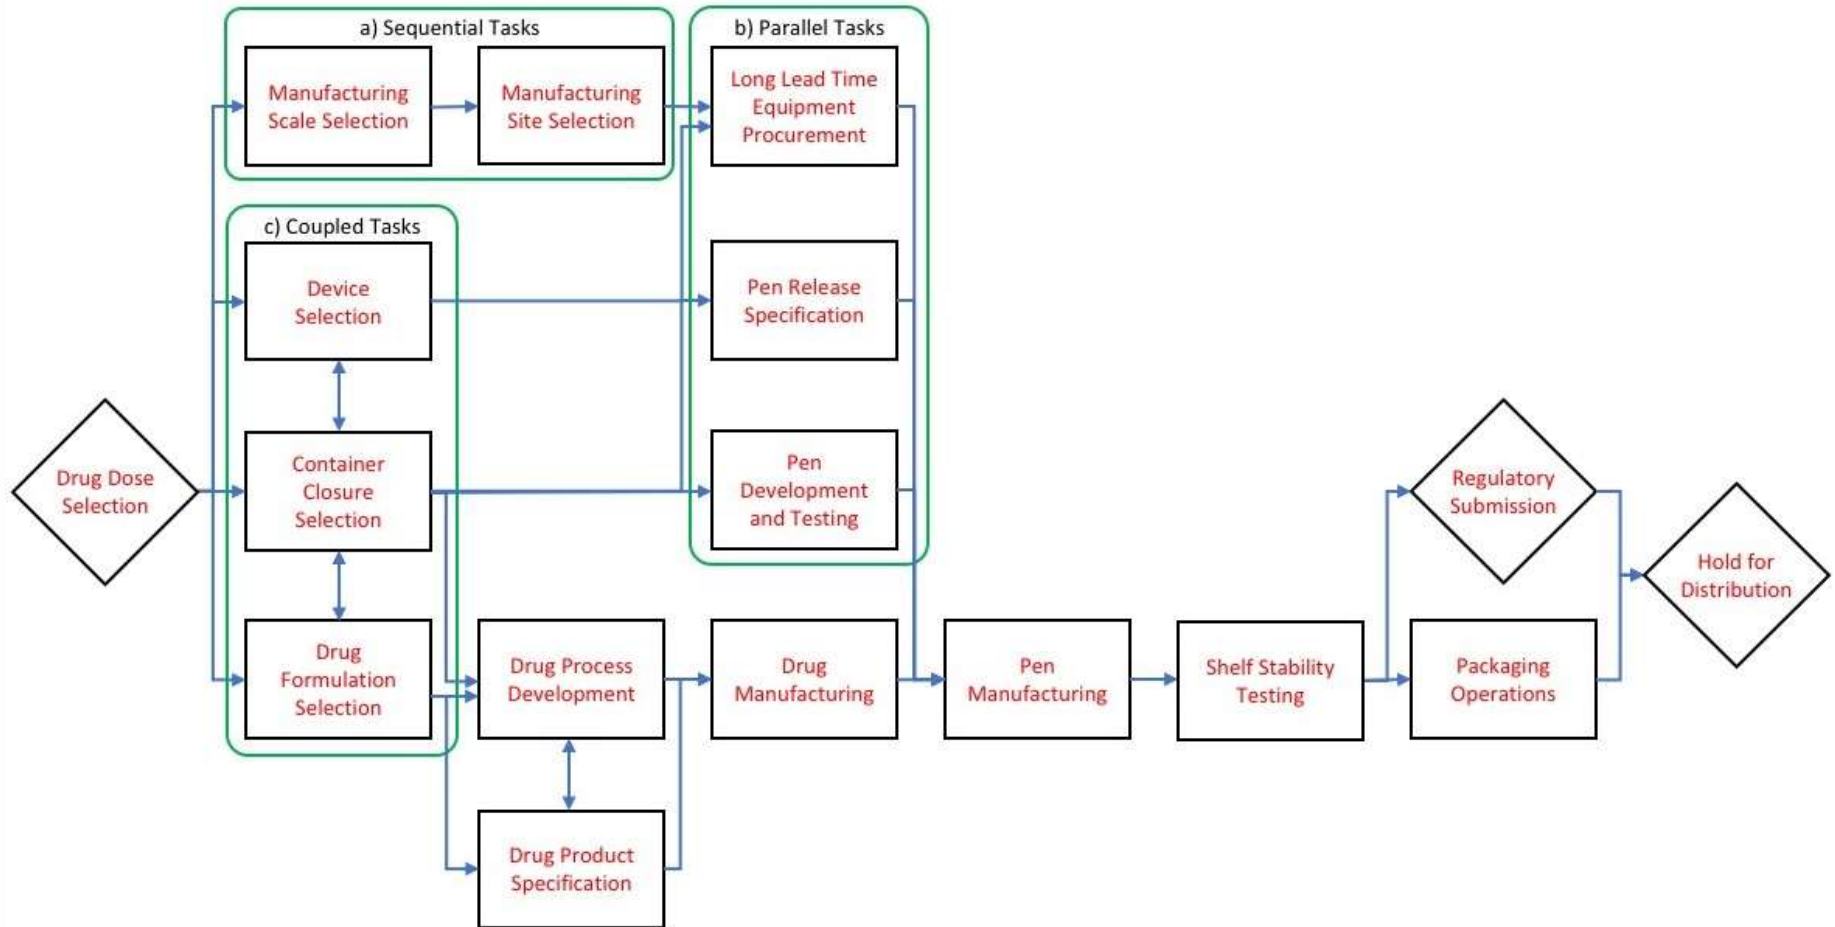 a) Sequential Tasks
Manufacturing
Scale Selection
Manufacturing
Site Selection
b) Parallel Tasks
Long Lead Time
Equipment
Procurement
c) Coupled Tasks
Device
Selection
Pen Release
Specification
Drug Dose
Selection
Container
Closure
Selection
Pen
Development
and Testing
Regulatory
Submission
Hold for
Distribution
Drug
Formulation
Selection
Drug Process
Development
Drug
Manufacturing
Pen
Manufacturing
Shelf Stability
Testing
Packaging
Operations
Drug Product
Specification